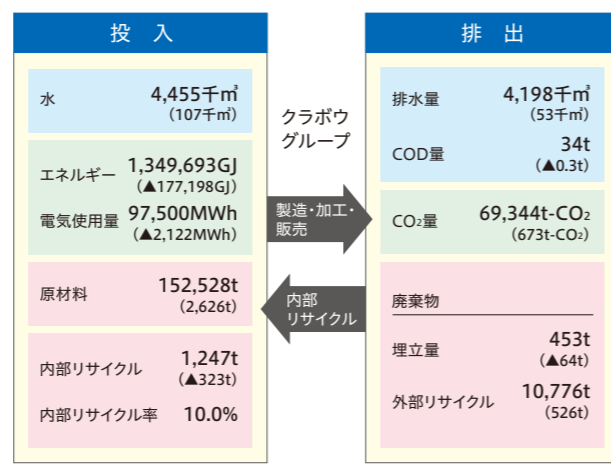 投 入
水 4,455千㎥
(107千㎥)
エネルギー 1,349,693GJ
(▲177,198GJ)
電気使用量 97,500MWh
(▲2,122MWh)
原材料 152,528t
(2,626t)
内部リサイクル 1,247t
(▲323t)
内部リサイクル率 10.0%
クラボウ
グループ
製造・加工・
販売
内部
リサイクル
排 出
排水量 4,198千㎥
(53千㎥)
COD量 34t
(▲0.3t)
CO₂量 69,344t-CO₂
(673t-CO₂)
廃棄物
埋立量 453t
(▲64t)
外部リサイクル 10,776t
(526t)